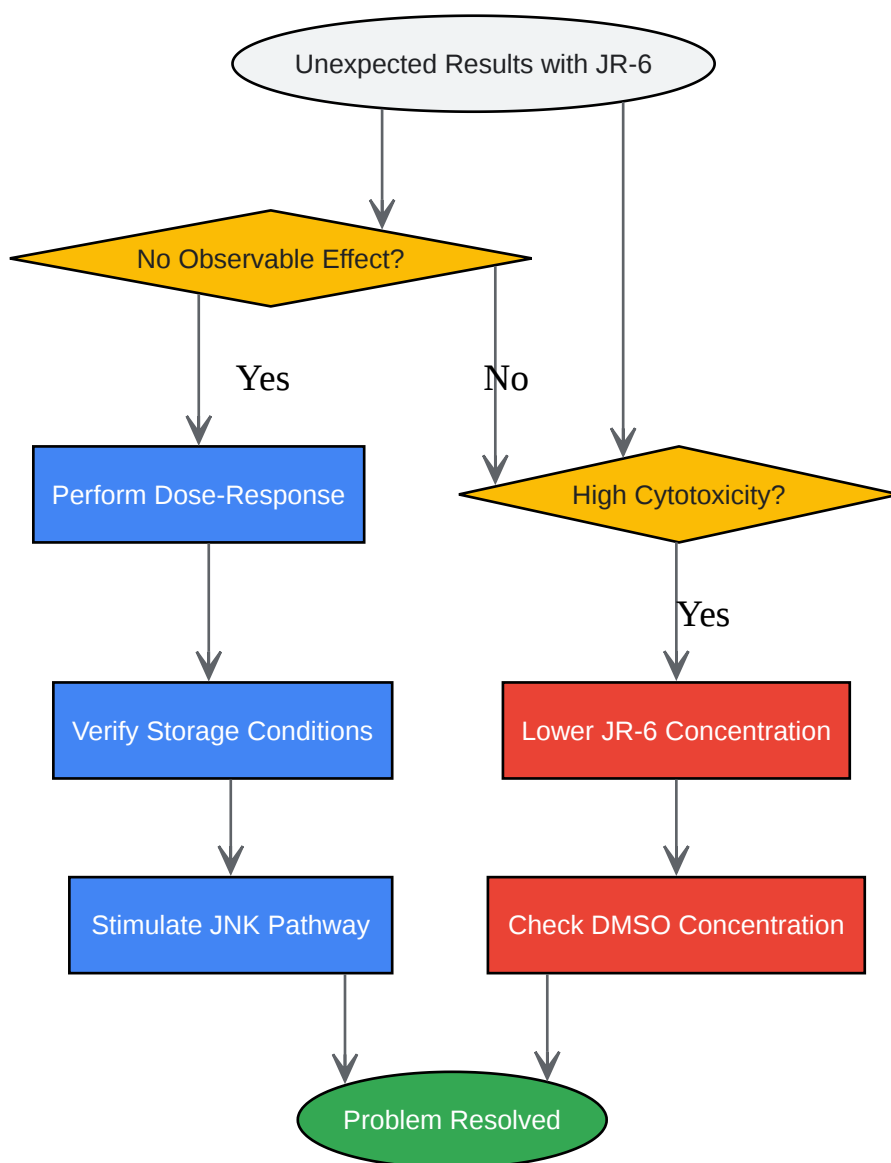 Unexpected Results with JR-6
No Observable Effect?
Yes
No
Perform Dose-Response
High Cytotoxicity?
Yes
Verify Storage Conditions
Lower JR-6 Concentration
Stimulate JNK Pathway
Check DMSO Concentration
Problem Resolved